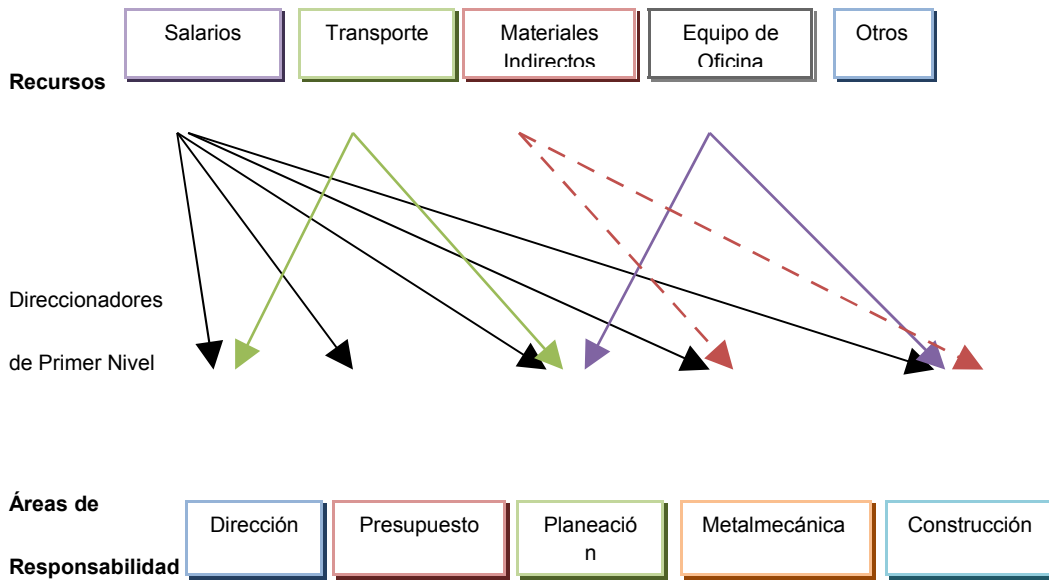 Salarios
Transporte
Materiales
Indirectos
Equipo de
Oficina
Otros
Recursos
Direccionadores
de Primer Nivel
Áreas de
Responsabilidad
Dirección
Presupuesto
Planeació
n
Metalmecánica
Construcción